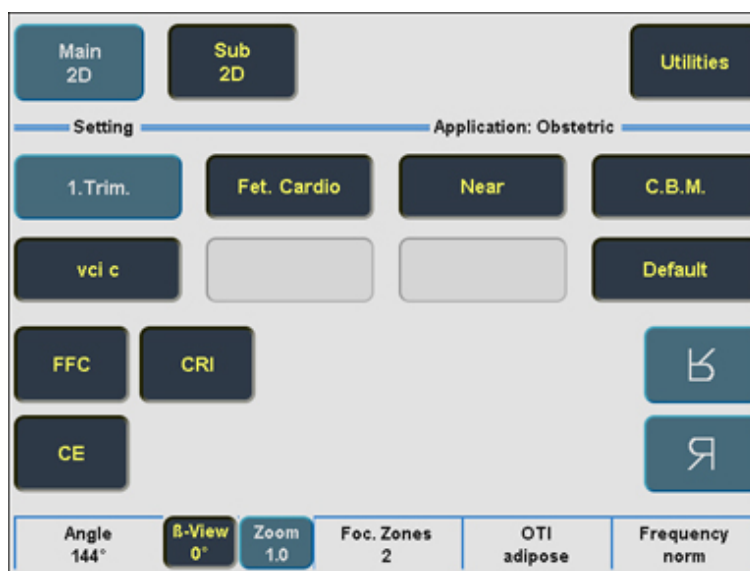 Main
2D
Sub
2D
Utilities
Setting
Application: Obstetric
1.Trim.
Fet. Cardio
Near
C.B.M.
vci c
Default
FFC
CRI
CE
Я
Angle
144°
ß-View
0°
Zoom
1.0
Foc. Zones
2
OTI
adipose
Frequency
norm